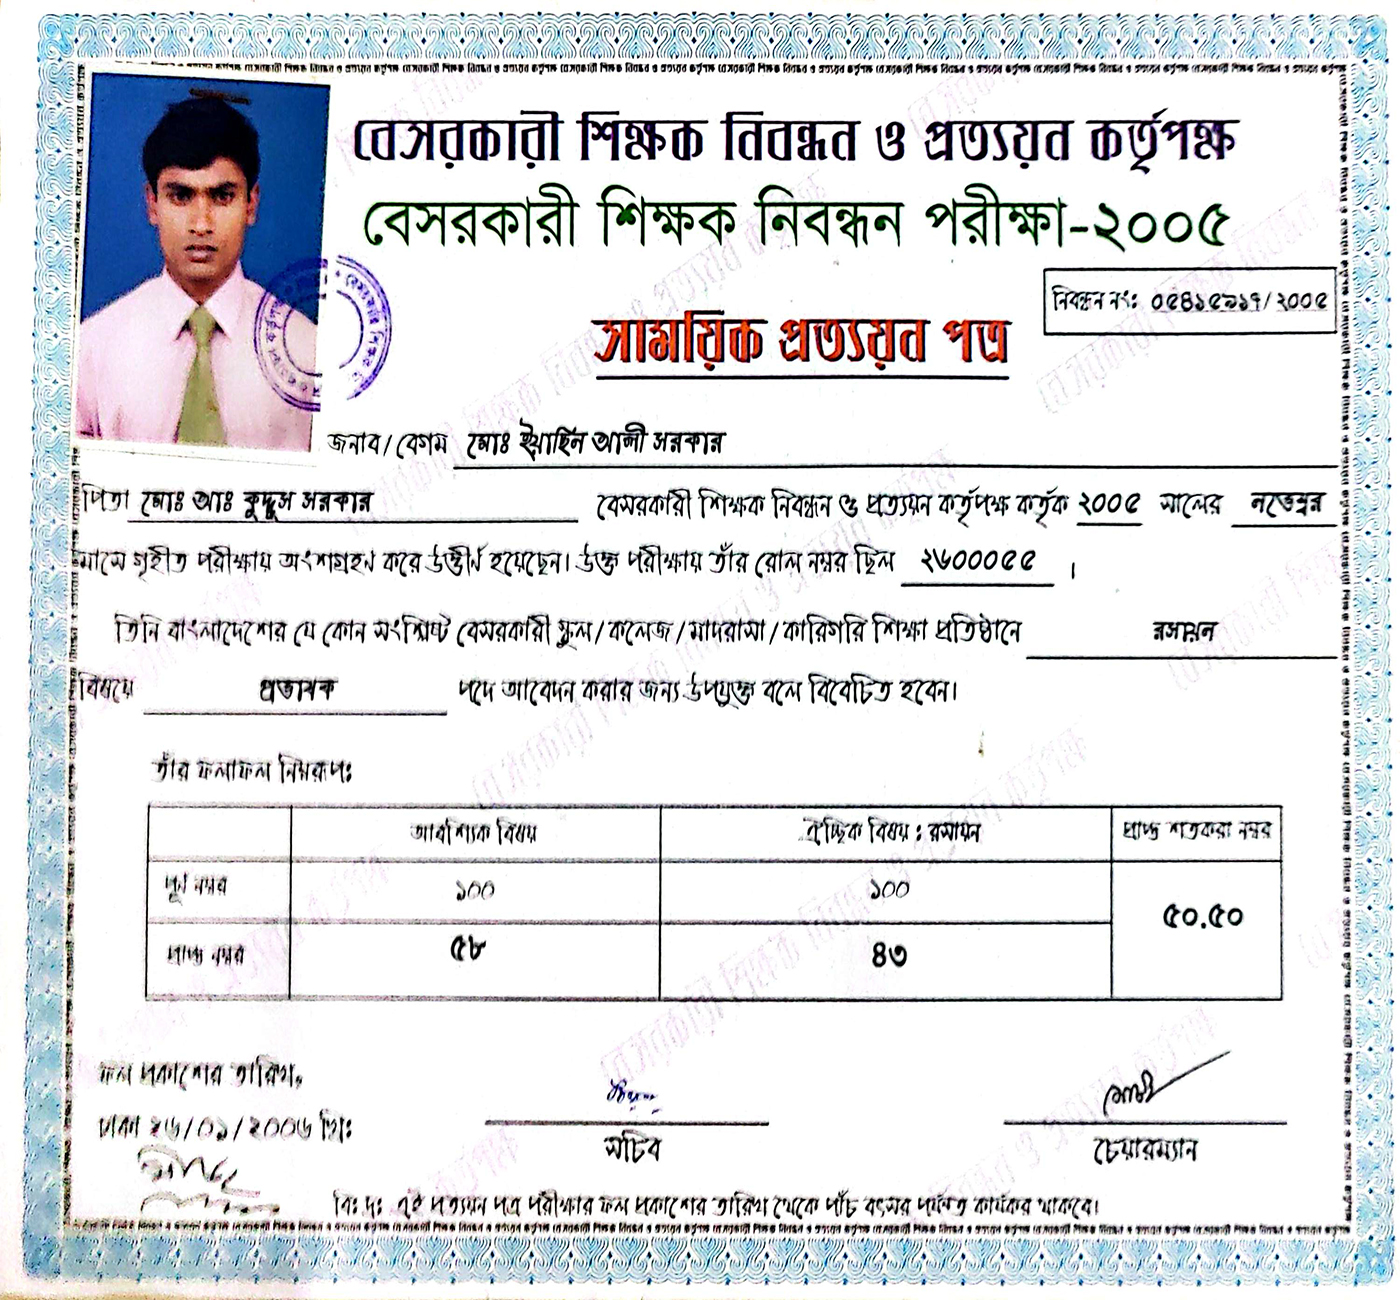 বেসরকারী শিক্ষক নিবন্ধন ও প্রত্যয়ন কর্তৃপক্ষ
বেসরকারী শিক্ষক নিবন্ধন পরীক্ষা-২০০৫
নিবন্ধন নং: ০৫৪১৫৯১৭/২০০৫
সাময়িক প্রত্যয়ন পত্র
জনাব/বেগম মোঃ ইয়াছিন আলী সরকার
পিতা মোঃ আঃ কুদ্দুস সরকার বেসরকারী শিক্ষক নিবন্ধন ও প্রত্যয়ন কর্তৃপক্ষ কর্তৃক ২০০৫ সালের নভেম্বর
মাসে গৃহীত পরীক্ষায় অংশগ্রহণ করে উত্তীর্ণ হয়েছেন। উক্ত পরীক্ষায় তাঁর রোল নম্বর ছিল ২৬০০০৫৫ ।
তিনি বাংলাদেশের যে কোন সংশ্লিষ্ট বেসরকারী স্কুল/কলেজ/মাদরাসা/কারিগরি শিক্ষা প্রতিষ্ঠানে রসায়ন
বিষয়ে প্রভাষক পদে আবেদন করার জন্য উপযুক্ত বলে বিবেচিত হবেন।
তাঁর ফলাফল নিম্নরূপ:
আবশ্যিক বিষয় ঐচ্ছিক বিষয় : রসায়ন প্রাপ্ত শতকরা নম্বর
পূর্ণ নম্বর ১০০ ১০০ ৫০.৫০
প্রাপ্ত নম্বর ৫৮ ৪৩
ফল প্রকাশের তারিখ,
ঢাকা ২৬/০১/২০০৬ খ্রি:
সচিব চেয়ারম্যান
বি: দ্র: এই প্রত্যয়ন পত্র পরীক্ষার ফল প্রকাশের তারিখ থেকে পাঁচ বৎসর পর্যন্ত কার্যকর থাকবে।